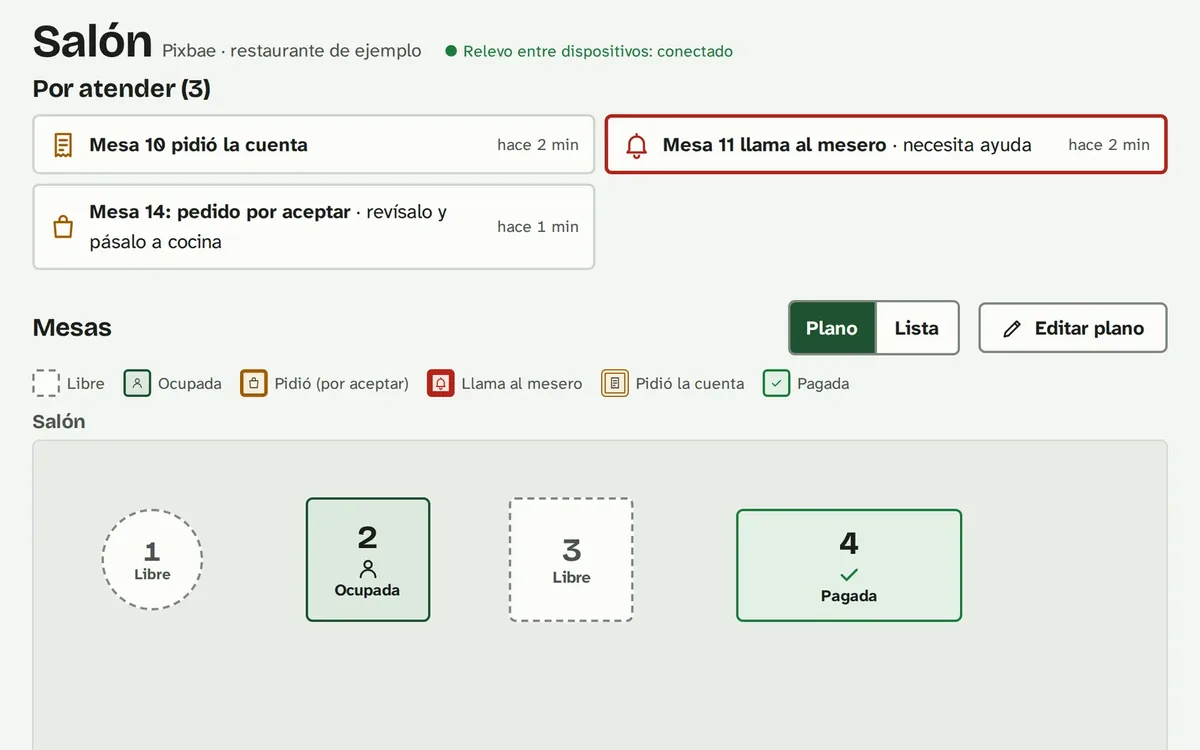 Salón Pixbae · restaurante de ejemplo Relevo entre dispositivos: conectado
Por atender (3)
Mesa 10 pidió la cuenta hace 2 min
Mesa 11 llama al mesero · necesita ayuda hace 2 min
Mesa 14: pedido por aceptar · revísalo y
pásalo a cocina
hace 1 min
Mesas
Plano Lista Editar plano
Libre Ocupada Pidió (por aceptar) Llama al mesero Pidió la cuenta Pagada
Salón
1
Libre
2
Ocupada
3
Libre
4
Pagada